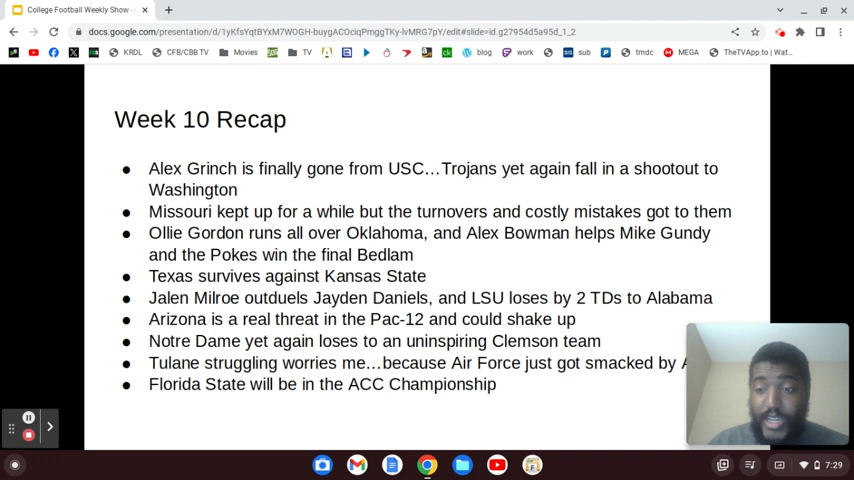 College Football Weekly Show -
docs.google.com/presentation/d/1yKfsYqtBYxM7WOGH-buygACOciqPmggTKy-lvMRG7pY/edit#slide=id.g27954d5a95d_1_2
KRDL CFB/CBB TV Movies TV blog work sub tmdc MEGA TheTVApp.to | Wat...
Week 10 Recap
● Alex Grinch is finally gone from USC…Trojans yet again fall in a shootout to
Washington
● Missouri kept up for a while but the turnovers and costly mistakes got to them
● Ollie Gordon runs all over Oklahoma, and Alex Bowman helps Mike Gundy
and the Pokes win the final Bedlam
● Texas survives against Kansas State
● Jalen Milroe outduels Jayden Daniels, and LSU loses by 2 TDs to Alabama
● Arizona is a real threat in the Pac-12 and could shake up
● Notre Dame yet again loses to an uninspiring Clemson team
● Tulane struggling worries me…because Air Force just got smacked by
● Florida State will be in the ACC Championship
7:29